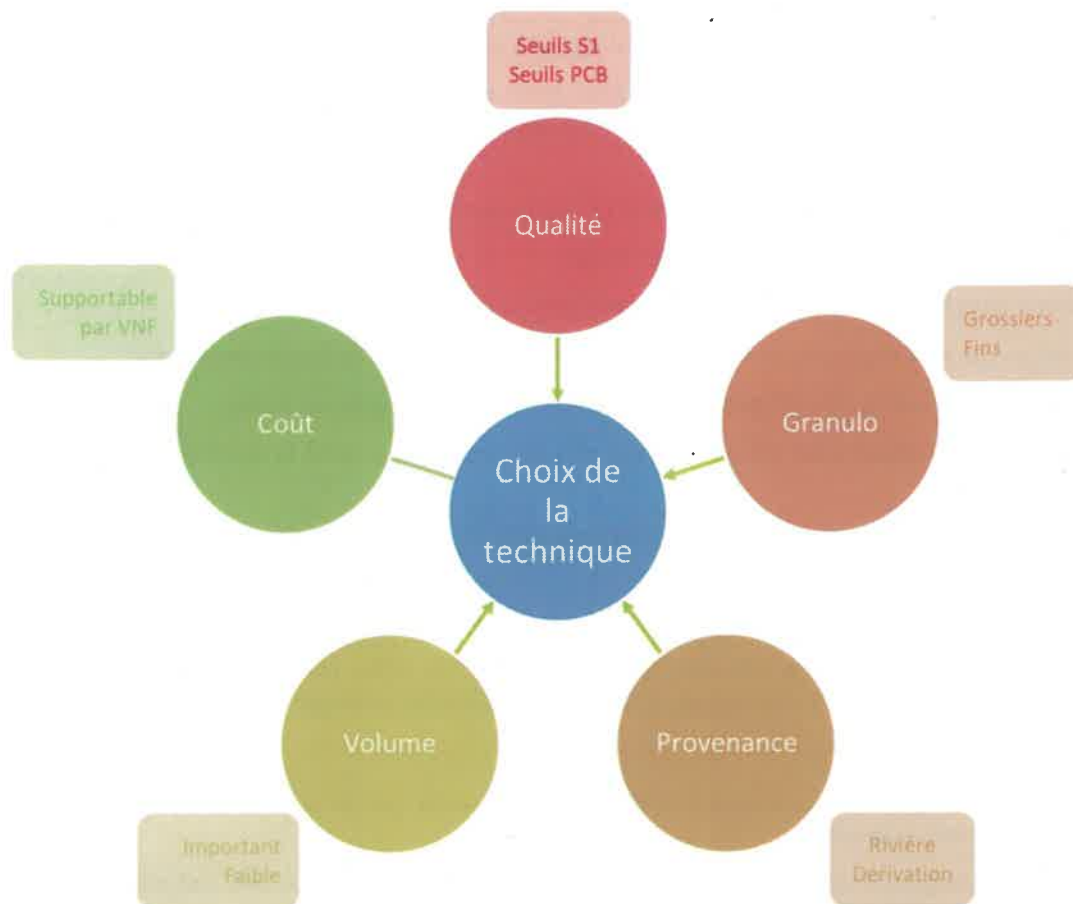 Seuils S1
Seuils PCB
Qualité
Supportable
par VNF
Grossiers
Fins
Coût
Granulo
Choix de
la
technique
Volume
Provenance
Important
Faible
Rivière
Dérivation